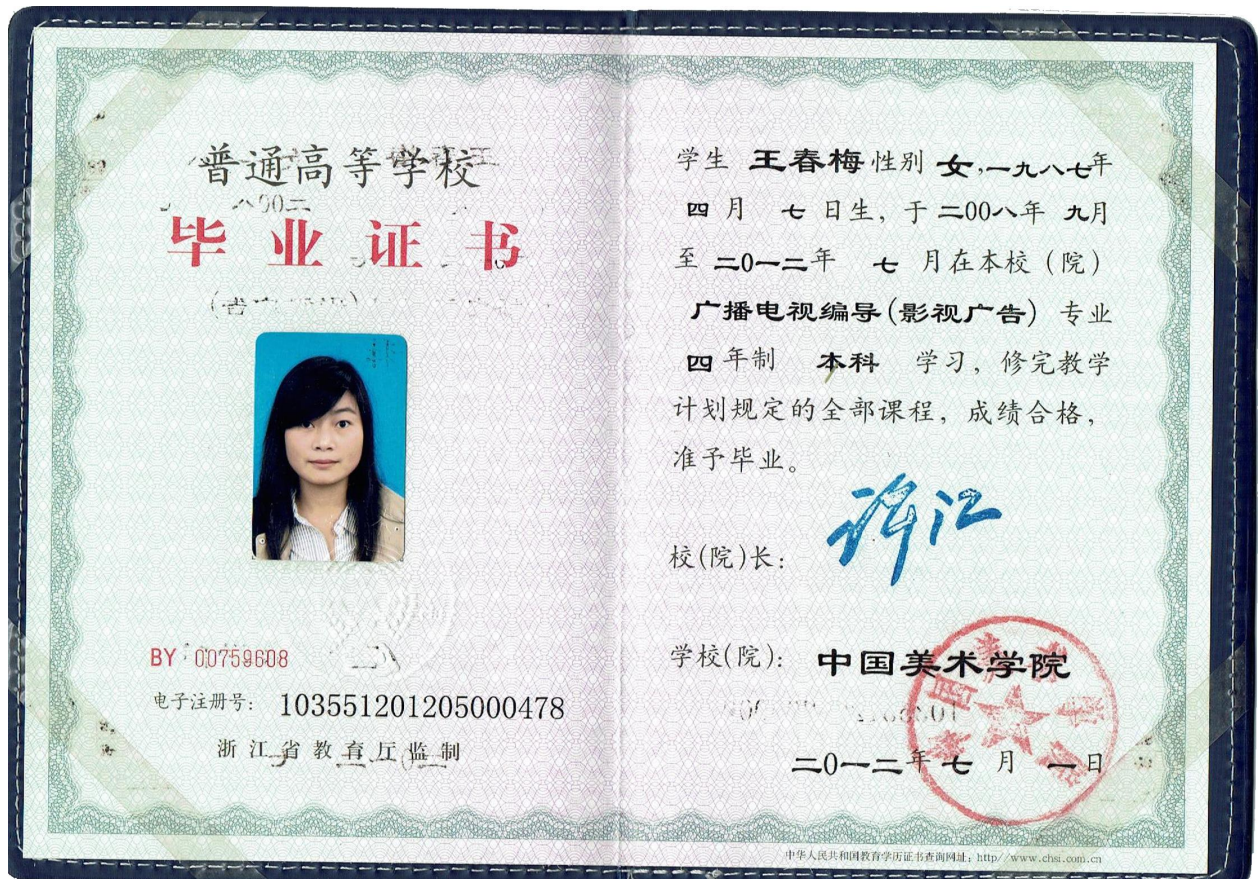 普通高等学校
毕业证书
BY 00759608
电子注册号: 103551201205000478
浙江省教育厅监制
学生 王春梅 性别 女,一九八七年
四月 七日生, 于二00八年 九月
至 二0一二年 七 月在本校(院)
广播电视编导(影视广告) 专业
四年制 本科 学习, 修完教学
计划规定的全部课程, 成绩合格,
准予毕业。
校(院)长: 许江
学校(院): 中国美术学院
二0一二年 七 月 一日
中华人民共和国教育学历证书查询网址: http//www.chsi.com.cn